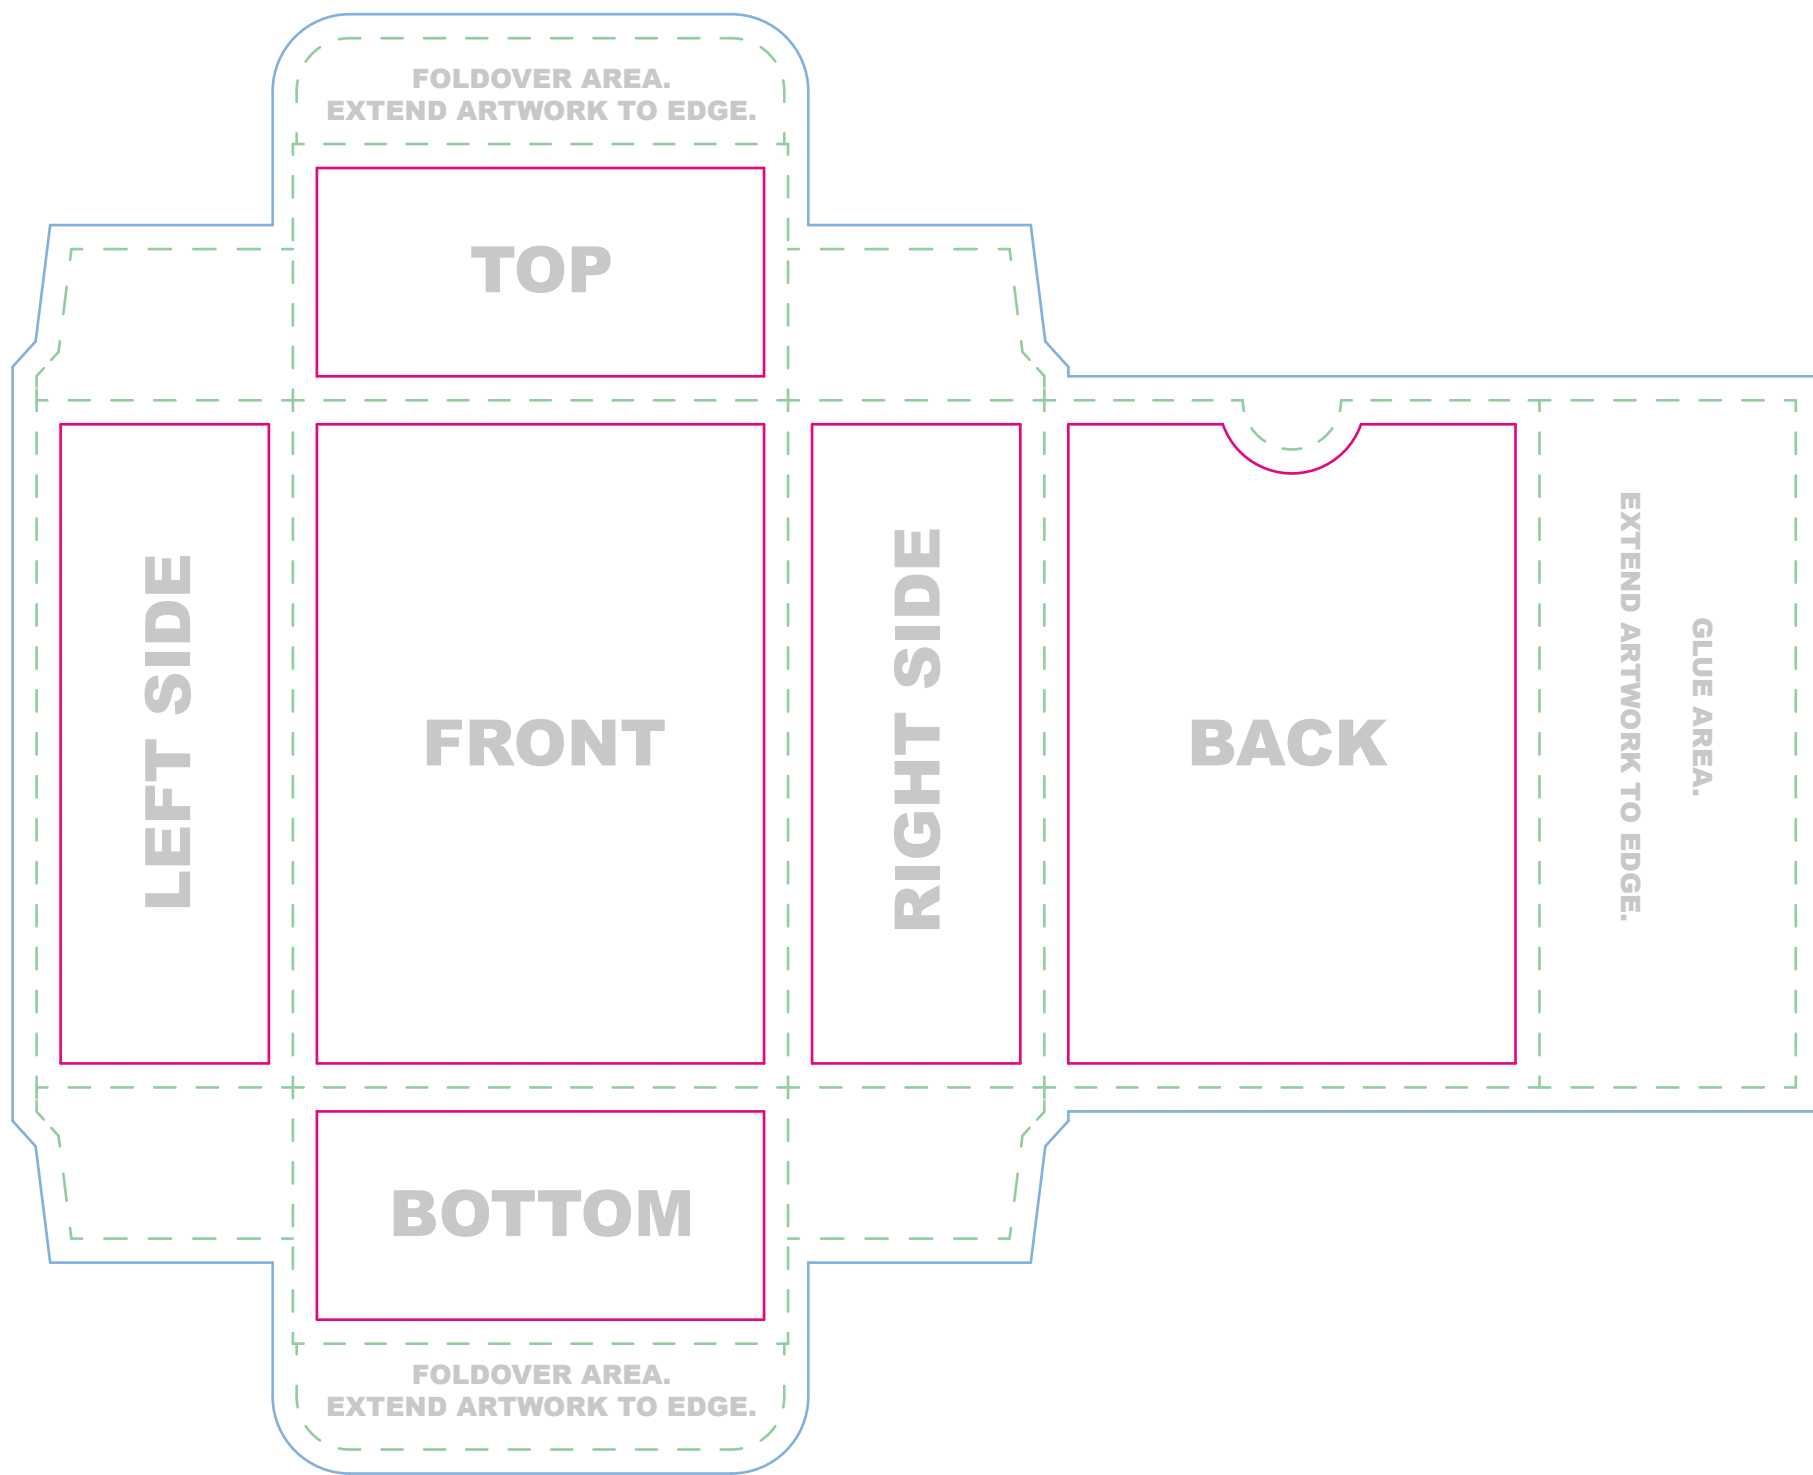 FOLDOVER AREA.
EXTEND ARTWORK TO EDGE.
TOP
LEFT SIDE
FRONT
RIGHT SIDE
BACK
GLUE AREA.
EXTEND ARTWORK TO EDGE.
BOTTOM
FOLDOVER AREA.
EXTEND ARTWORK TO EDGE.